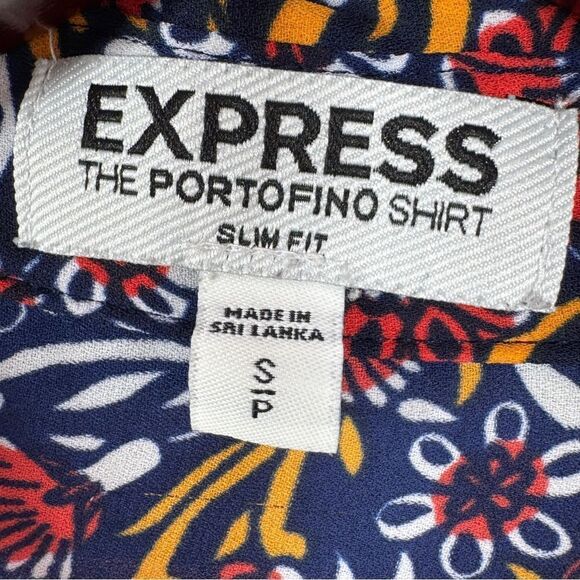 EXPRESS
THE PORTOFINO SHIRT
SLIM FIT
MADE IN
SRI LANKA
S
P